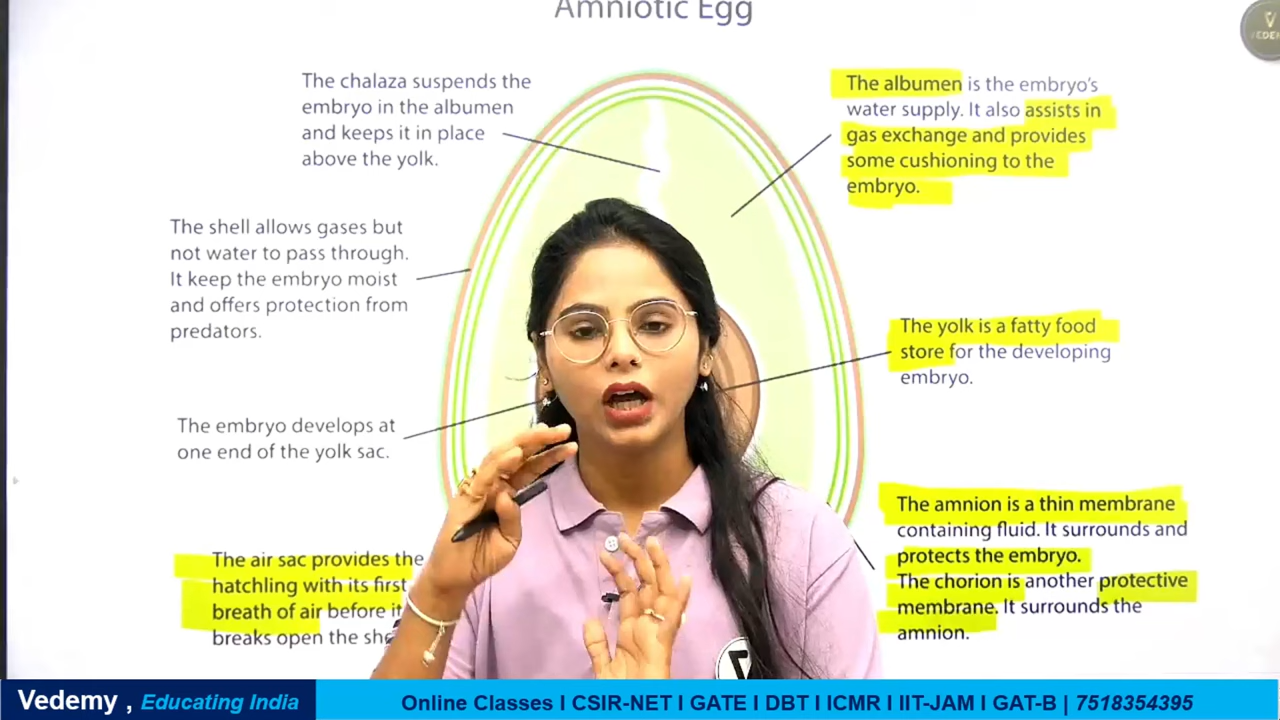 Amniotic Egg
The chalaza suspends the
embryo in the albumen
and keeps it in place
above the yolk.
The albumen is the embryo's
water supply. It also assists in
gas exchange and provides
some cushioning to the
embryo.
The shell allows gases but
not water to pass through.
It keep the embryo moist
and offers protection from
predators.
The yolk is a fatty food
store for the developing
embryo.
The embryo develops at
one end of the yolk sac.
The amnion is a thin membrane
containing fluid. It surrounds and
protects the embryo.
The chorion is another protective
membrane. It surrounds the
amnion.
The air sac provides the
hatchling with its first
breath of air before it
breaks open the
Vedemy , Educating India
Online Classes I CSIR-NET I GATE I DBT I ICMR I IIT-JAM I GAT-B | 7518354395